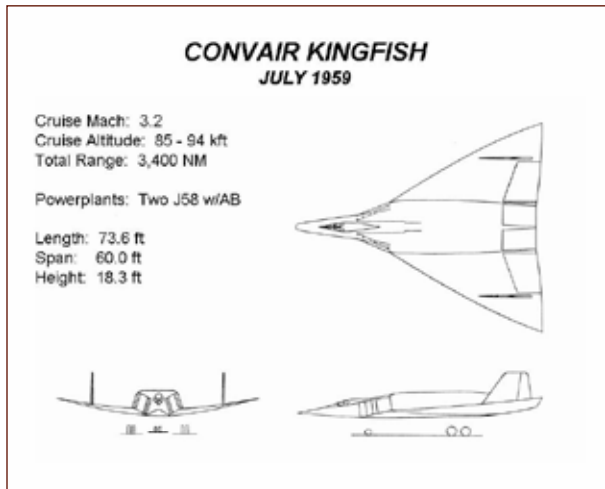 CONVAIR KINGFISH
JULY 1959
Cruise Mach: 3.2
Cruise Altitude: 85 - 94 kft
Total Range: 3,400 NM
Powerplants: Two J58 w/AB
Length: 73.6 ft
Span: 60.0 ft
Height: 18.3 ft